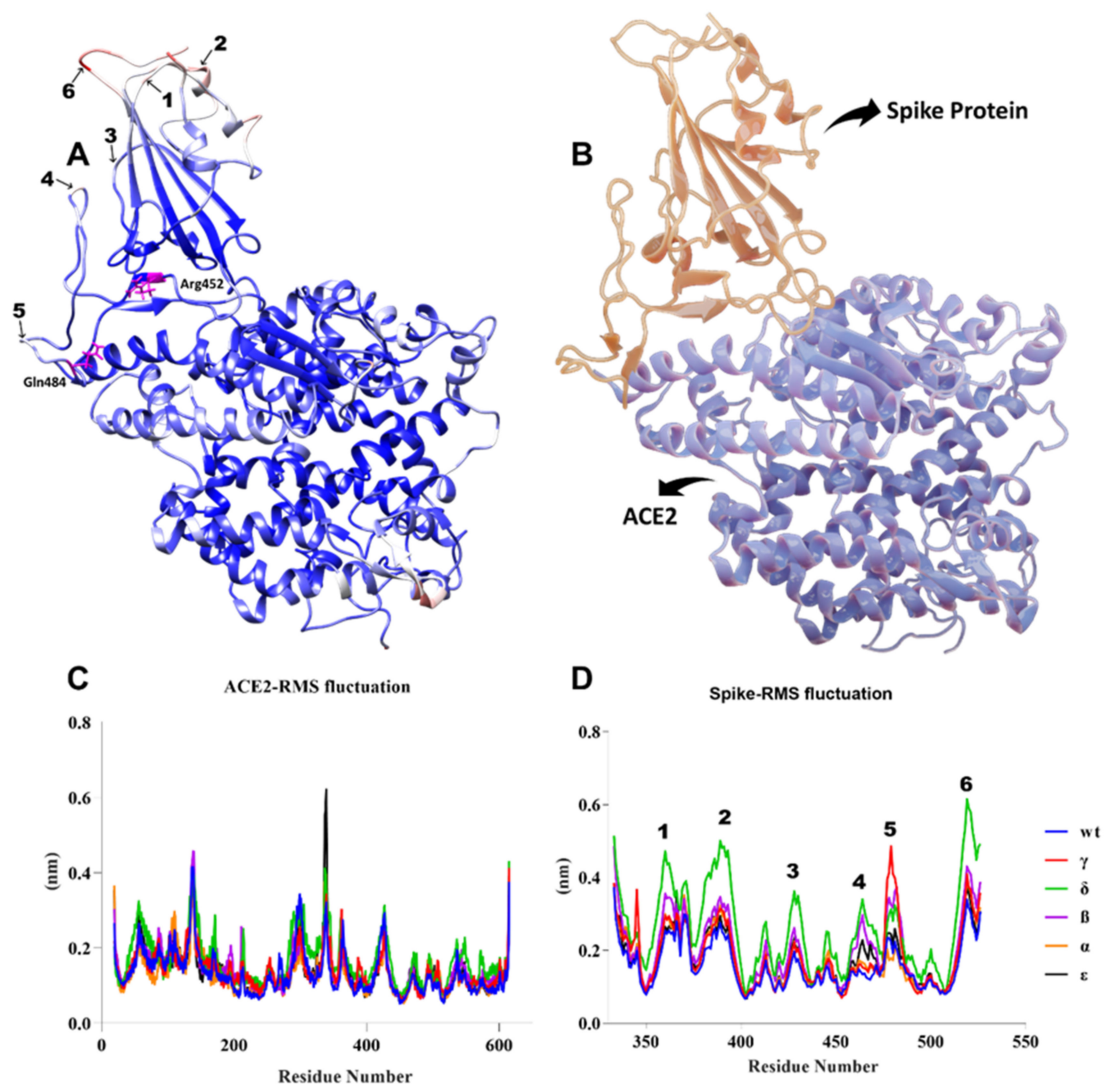 2
6
1
A
3
4
Arg452
5
Gln484
B
Spike Protein
ACE2
C
ACE2-RMS fluctuation
0.8
0.6
0.4
0.2
0.0
(nm)
0
200
400
600
Residue Number
D
Spike-RMS fluctuation
0.8
0.6
0.4
0.2
0.0
(nm)
1
2
3
4
5
6
350
400
450
500
550
Residue Number
wt
γ
δ
ß
α
ε